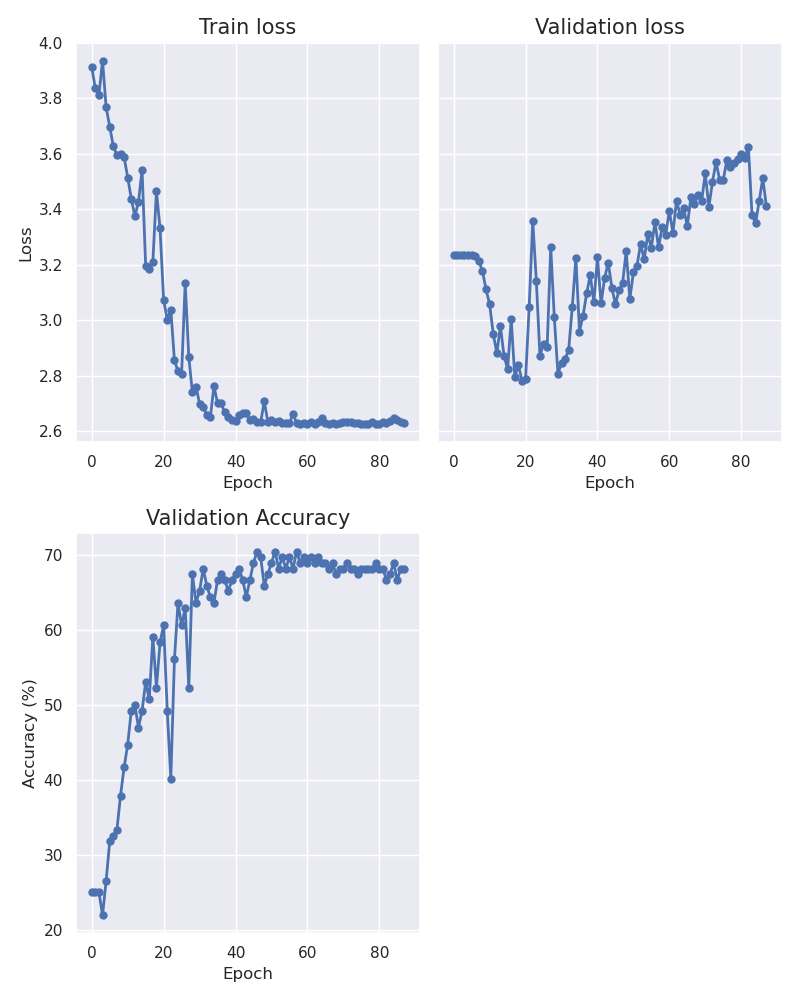 Train loss
Validation loss
4.0
3.8
3.6
3.4
3.2
3.0
2.8
2.6
Loss
0 20 40 60 80
Epoch
0 20 40 60 80
Epoch
Validation Accuracy
70
60
50
40
30
20
Accuracy (%)
0 20 40 60 80
Epoch